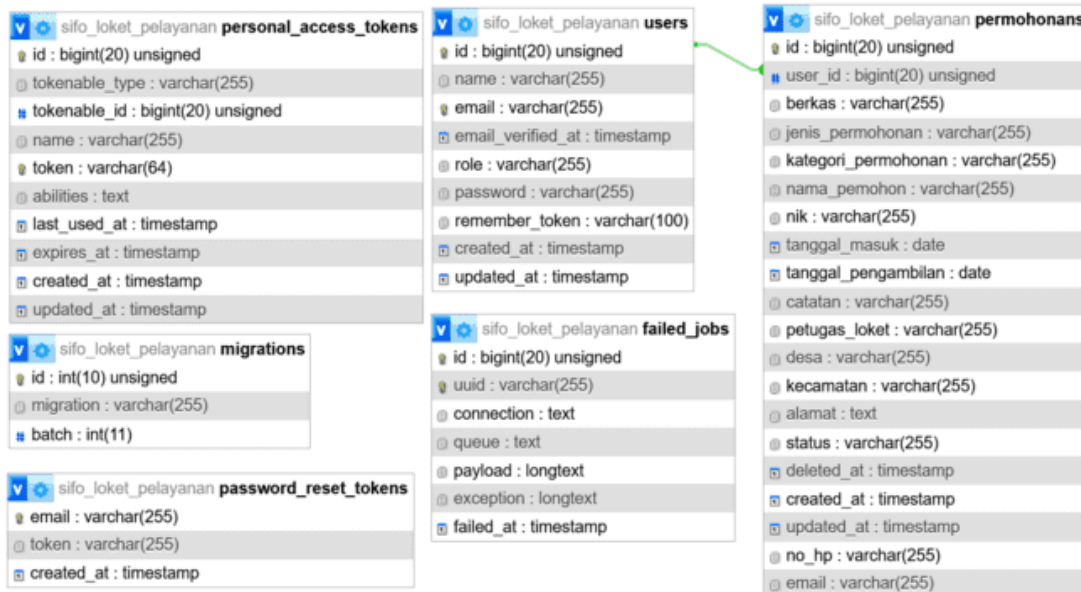 sifo_loket_pelayanan personal_access_tokens
id : bigint(20) unsigned
tokenable_type : varchar(255)
tokenable_id : bigint(20) unsigned
name : varchar(255)
token : varchar(64)
abilities : text
last_used_at : timestamp
expires_at : timestamp
created_at : timestamp
updated_at : timestamp
sifo_loket_pelayanan migrations
id : int(10) unsigned
migration : varchar(255)
batch : int(11)
sifo_loket_pelayanan password_reset_tokens
email : varchar(255)
token : varchar(255)
created_at : timestamp
sifo_loket_pelayanan users
id : bigint(20) unsigned
name : varchar(255)
email : varchar(255)
email_verified_at : timestamp
role : varchar(255)
password : varchar(255)
remember_token : varchar(100)
created_at : timestamp
updated_at : timestamp
sifo_loket_pelayanan failed_jobs
id : bigint(20) unsigned
uuid : varchar(255)
connection : text
queue : text
payload : longtext
exception : longtext
failed_at : timestamp
sifo_loket_pelayanan permohonans
id : bigint(20) unsigned
user_id : bigint(20) unsigned
berkas : varchar(255)
jenis_permohonan : varchar(255)
kategori_permohonan : varchar(255)
nama_pemohon : varchar(255)
nik : varchar(255)
tanggal_masuk : date
tanggal_pengambilan : date
catatan : varchar(255)
petugas_loket : varchar(255)
desa : varchar(255)
kecamatan : varchar(255)
alamat : text
status : varchar(255)
deleted_at : timestamp
created_at : timestamp
updated_at : timestamp
no_hp : varchar(255)
email : varchar(255)